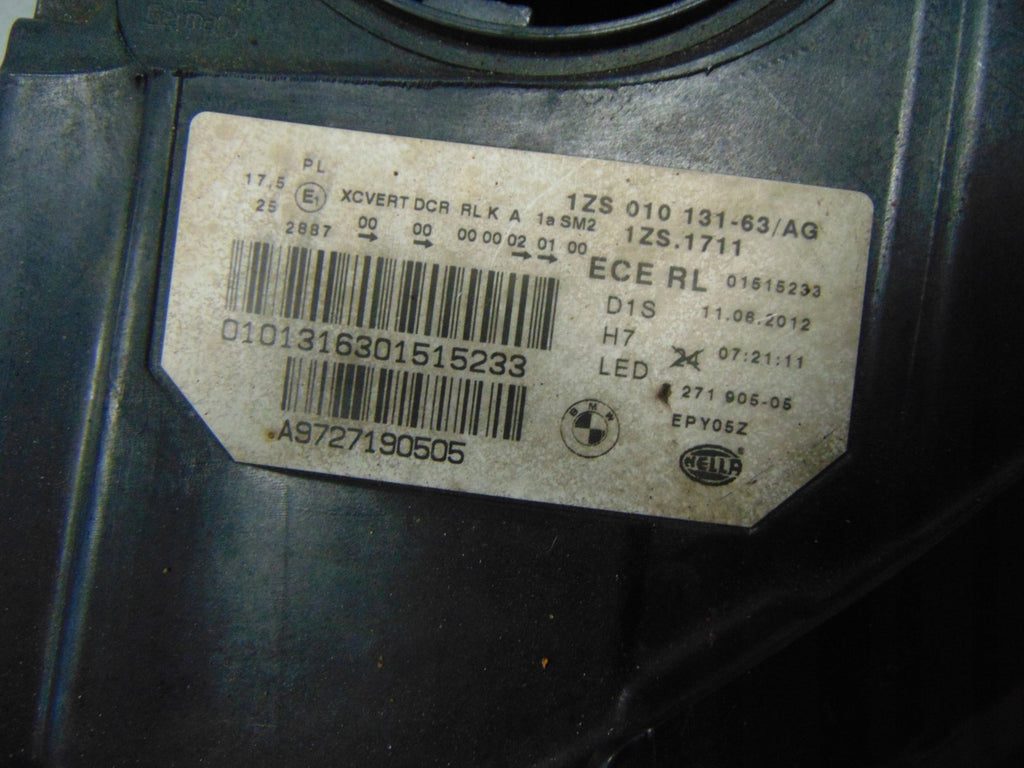 PL
17,5 E1 XCVERT DCR RL K A 1a SM2 1ZS 010 131-63/AG
25 2887 00 → 00 → 00 00 02 → 01 → 00 1ZS.1711
ECE RL 01515233
D1S 11.06.2012
H7 24 07:21:11
LED 271 905-05
0101316301515233
EPY05Z
A9727190505
BMW
HELLA®